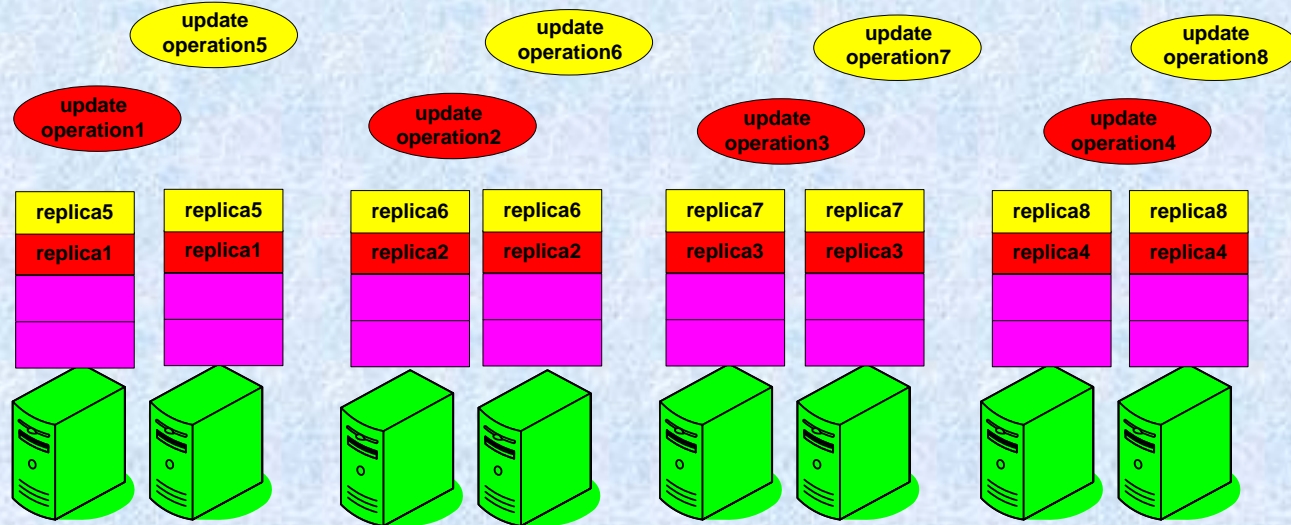 update
operation5
update
operation6
update
operation7
update
operation8
update
operation1
update
operation2
update
operation3
update
operation4
replica5
replica5
replica6
replica6
replica7
replica7
replica8
replica8
replica1
replica1
replica2
replica2
replica3
replica3
replica4
replica4